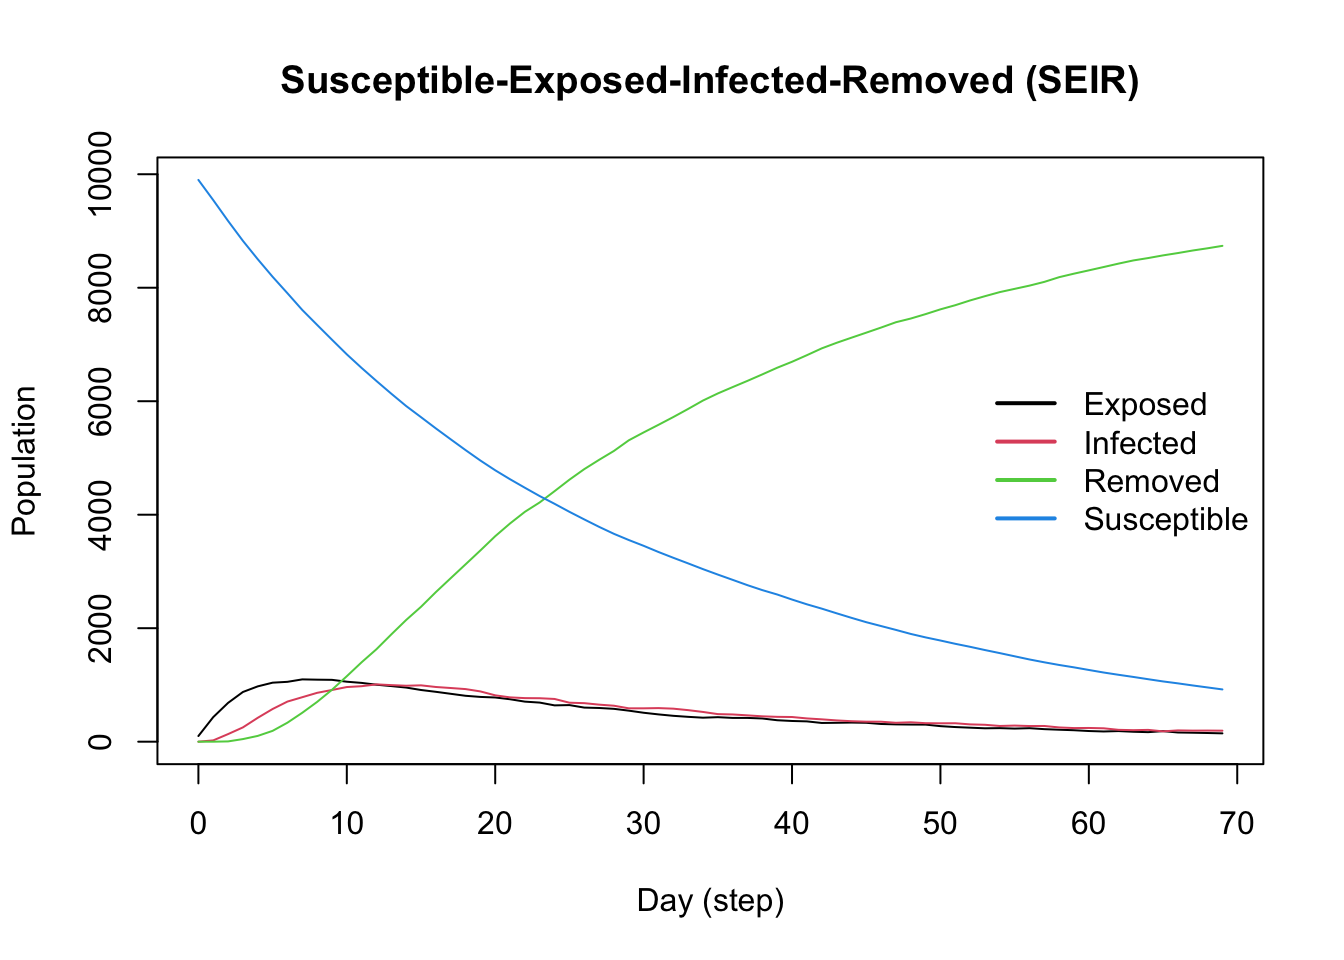 Susceptible-Exposed-Infected-Removed (SEIR)
Population
10000
8000
6000
4000
2000
0
Exposed
Infected
Removed
Susceptible
0 10 20 30 40 50 60 70
Day (step)